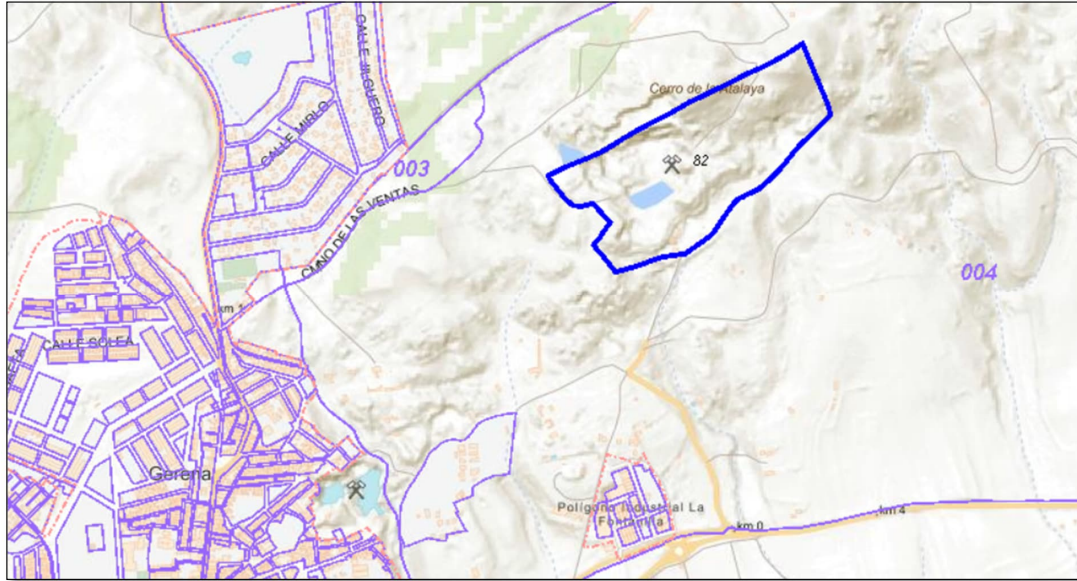 CALLE JILGUERO
Cerro de la Atalaya
CALLE MIRLO
82
003
CMNO DE LAS VENTAS
004
km 1
CALLE SOLEA
Gerena
Polígono Industrial La
Fontanilla
km 0
km 4